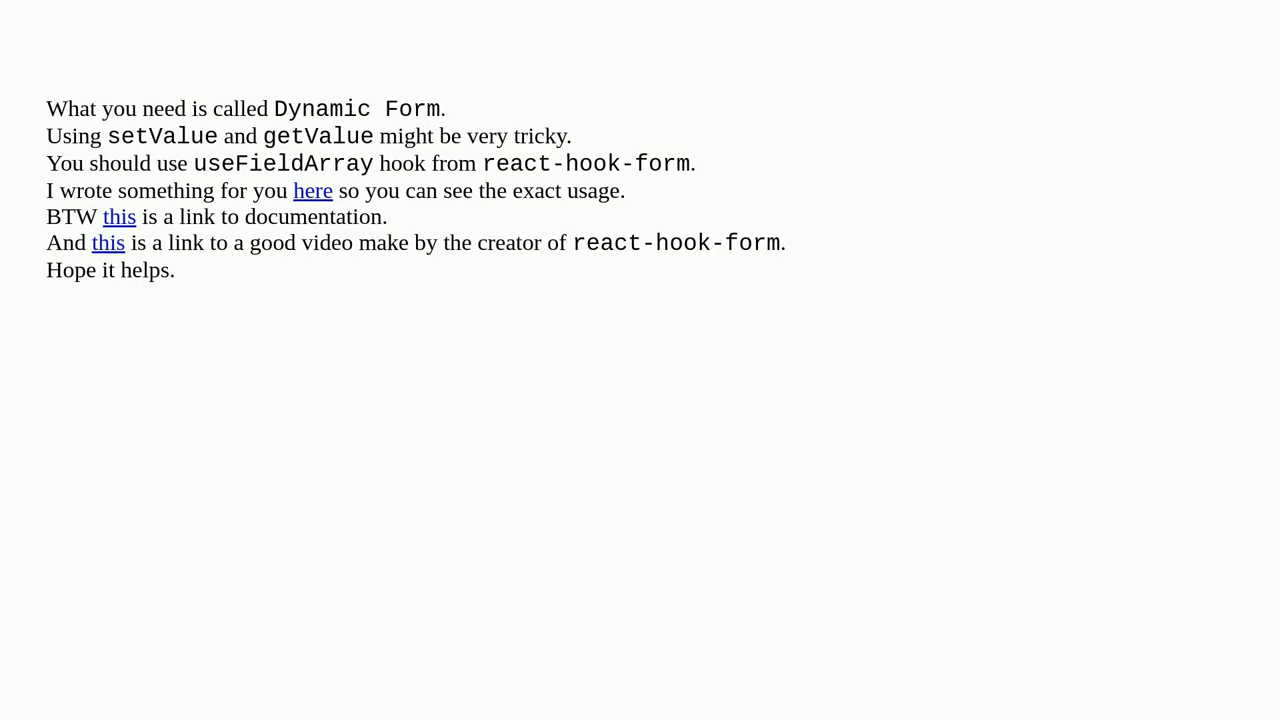 What you need is called Dynamic Form.
Using setValue and getValue might be very tricky.
You should use useFieldArray hook from react-hook-form.
I wrote something for you here so you can see the exact usage.
BTW this is a link to documentation.
And this is a link to a good video make by the creator of react-hook-form.
Hope it helps.